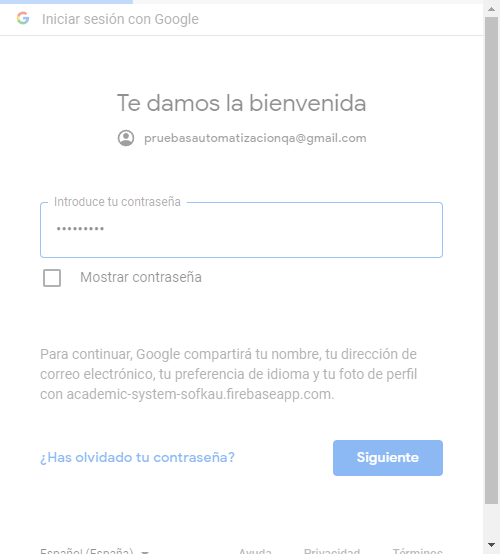 Iniciar sesión con Google
Te damos la bienvenida
pruebasautomatizacionqa@gmail.com
Introduce tu contraseña
•••••••••
Mostrar contraseña
Para continuar, Google compartirá tu nombre, tu dirección de
correo electrónico, tu preferencia de idioma y tu foto de perfil
con academic-system-sofkau.firebaseapp.com.
¿Has olvidado tu contraseña?
Siguiente
Español (España) Ayuda Privacidad Términos